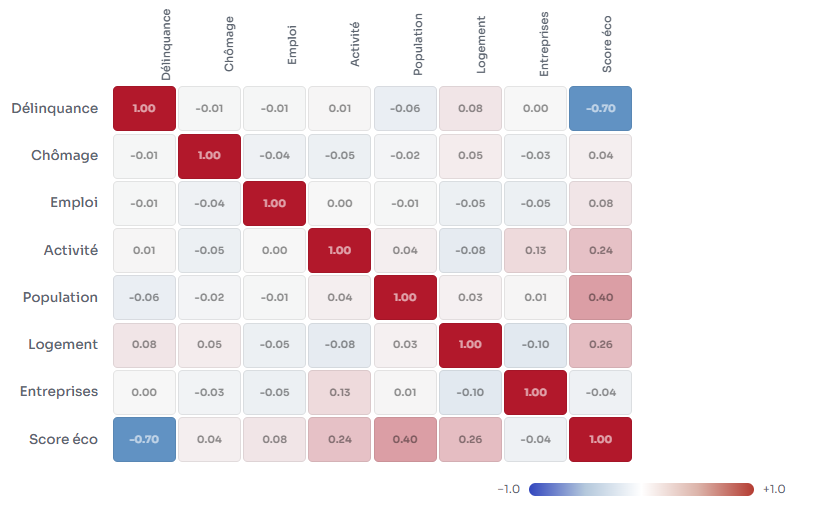 Délinquance Chômage Emploi Activité Population Logement Entreprises Score éco
Délinquance 1.00 -0.01 -0.01 0.01 -0.06 0.08 0.00 -0.70
Chômage -0.01 1.00 -0.04 -0.05 -0.02 0.05 -0.03 0.04
Emploi -0.01 -0.04 1.00 0.00 -0.01 -0.05 -0.05 0.08
Activité 0.01 -0.05 0.00 1.00 0.04 -0.08 0.13 0.24
Population -0.06 -0.02 -0.01 0.04 1.00 0.03 0.01 0.40
Logement 0.08 0.05 -0.05 -0.08 0.03 1.00 -0.10 0.26
Entreprises 0.00 -0.03 -0.05 0.13 0.01 -0.10 1.00 -0.04
Score éco -0.70 0.04 0.08 0.24 0.40 0.26 -0.04 1.00
−1.0 +1.0